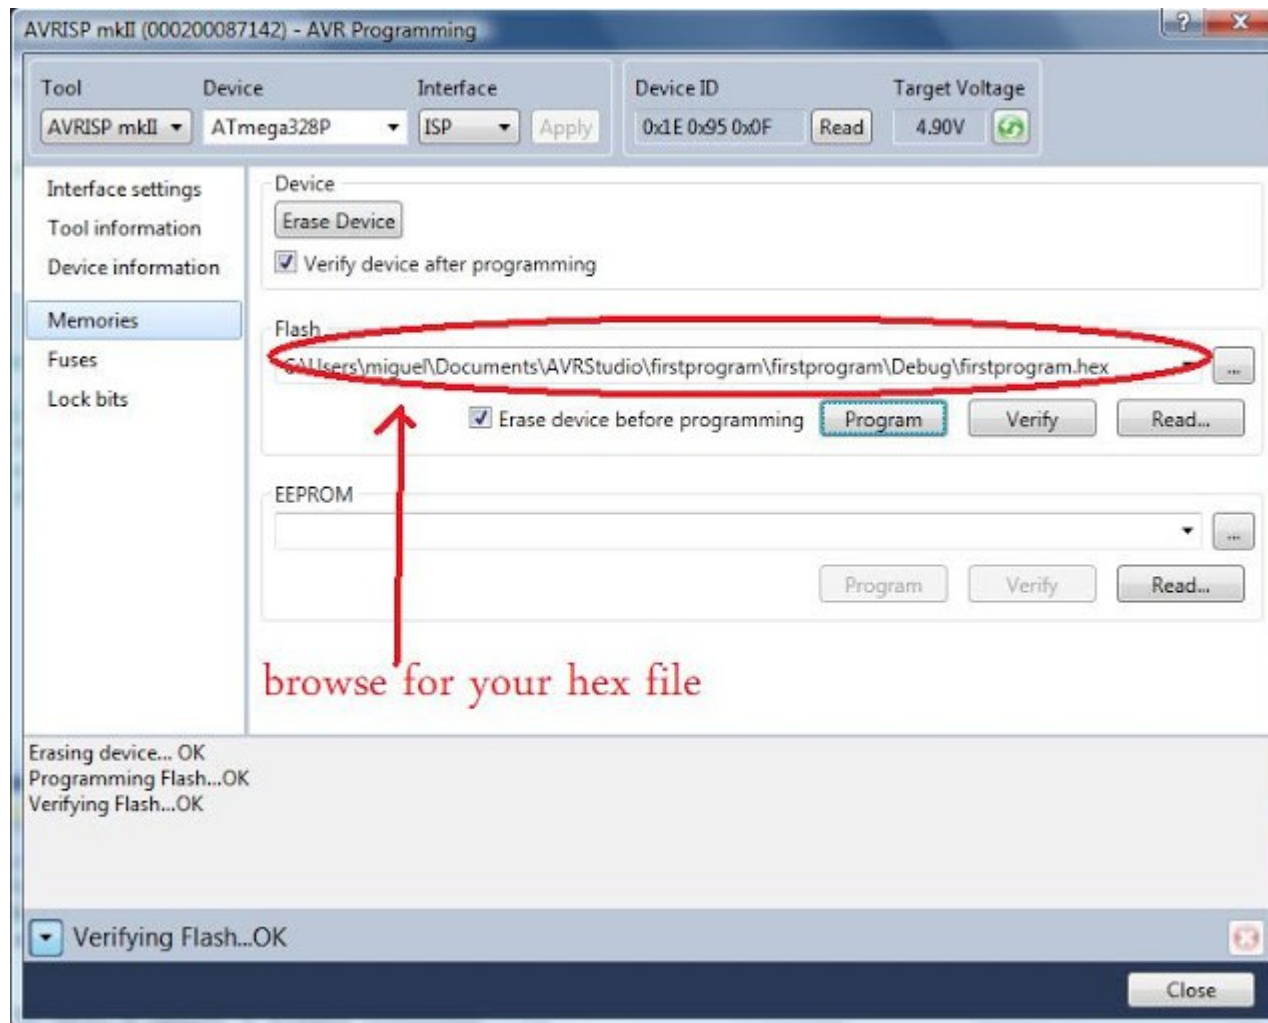 AVRISP mkII (000200087142) - AVR Programming
Tool Device Interface Device ID Target Voltage
AVRISP mkII ATmega328P ISP Apply 0x1E 0x95 0x0F Read 4.90V
Interface settings
Tool information
Device information
Memories
Fuses
Lock bits
Device
Erase Device
Verify device after programming
Flash
C:\Users\miguel\Documents\AVRStudio\firstprogram\firstprogram\Debug\firstprogram.hex ...
Erase device before programming Program Verify Read...
EEPROM
...
Program Verify Read...
browse for your hex file
Erasing device... OK
Programming Flash...OK
Verifying Flash...OK
Verifying Flash...OK
Close